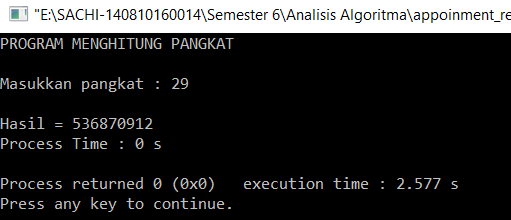 "E:\SACHI-140810160014\Semester 6\Analisis Algoritma\appoinment_re
PROGRAM MENGHITUNG PANGKAT
Masukkan pangkat : 29
Hasil = 536870912
Process Time : 0 s
Process returned 0 (0x0)   execution time : 2.577 s
Press any key to continue.